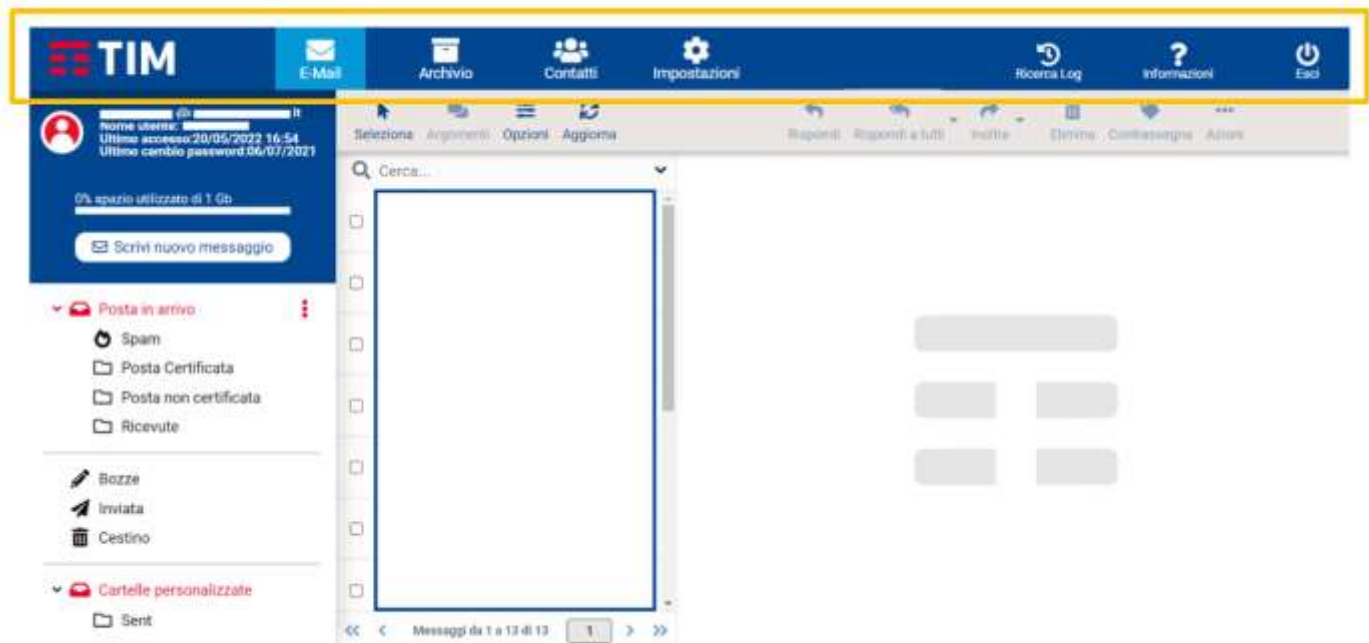 TIM
E-Mail
Archivio
Contatti
Impostazioni
Ricerca Log
Informazioni
Esci
@ it
Nome utente:
Ultimo accesso:20/05/2022 16:54
Ultimo cambio password:06/07/2021
0% spazio utilizzato di 1 Gb
Scrivi nuovo messaggio
Posta in arrivo
Spam
Posta Certificata
Posta non certificata
Ricevute
Bozze
Inviata
Cestino
Cartelle personalizzate
Sent
Seleziona
Argomenti
Opzioni
Aggiorna
Rispondi
Rispondi a tutti
Inoltra
Elimina
Contrassegna
Azioni
Cerca...
Messaggi da 1 a 13 di 13
1